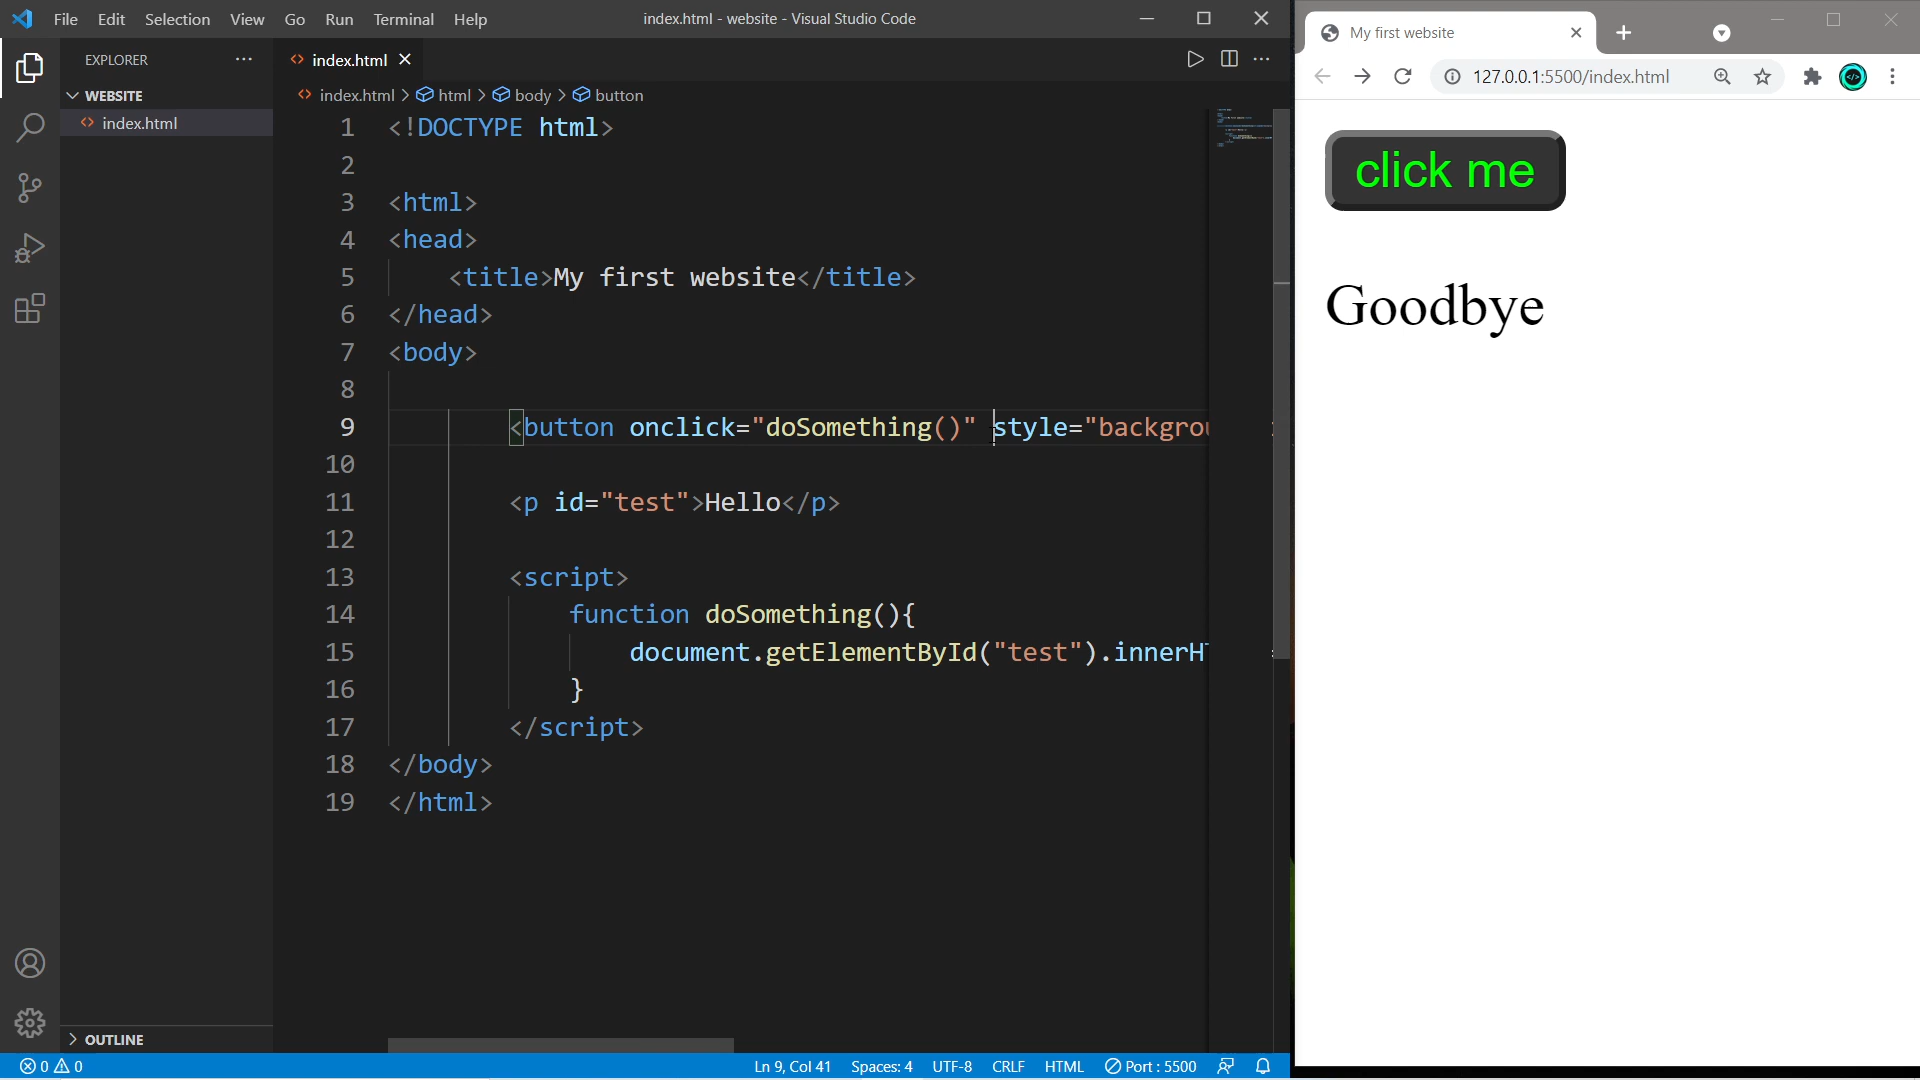 File Edit Selection View Go Run Terminal Help
index.html - website - Visual Studio Code
EXPLORER
WEBSITE
index.html
OUTLINE
index.html
index.html > html > body > button
1 <!DOCTYPE html>
2
3 <html>
4 <head>
5 <title>My first website</title>
6 </head>
7 <body>
8
9 <button onclick="doSomething()" style="backgrou
10
11 <p id="test">Hello</p>
12
13 <script>
14 function doSomething(){
15 document.getElementById("test").innerH
16 }
17 </script>
18 </body>
19 </html>
0 0
Ln 9, Col 41 Spaces: 4 UTF-8 CRLF HTML Port : 5500
My first website
127.0.0.1:5500/index.html
click me
Goodbye